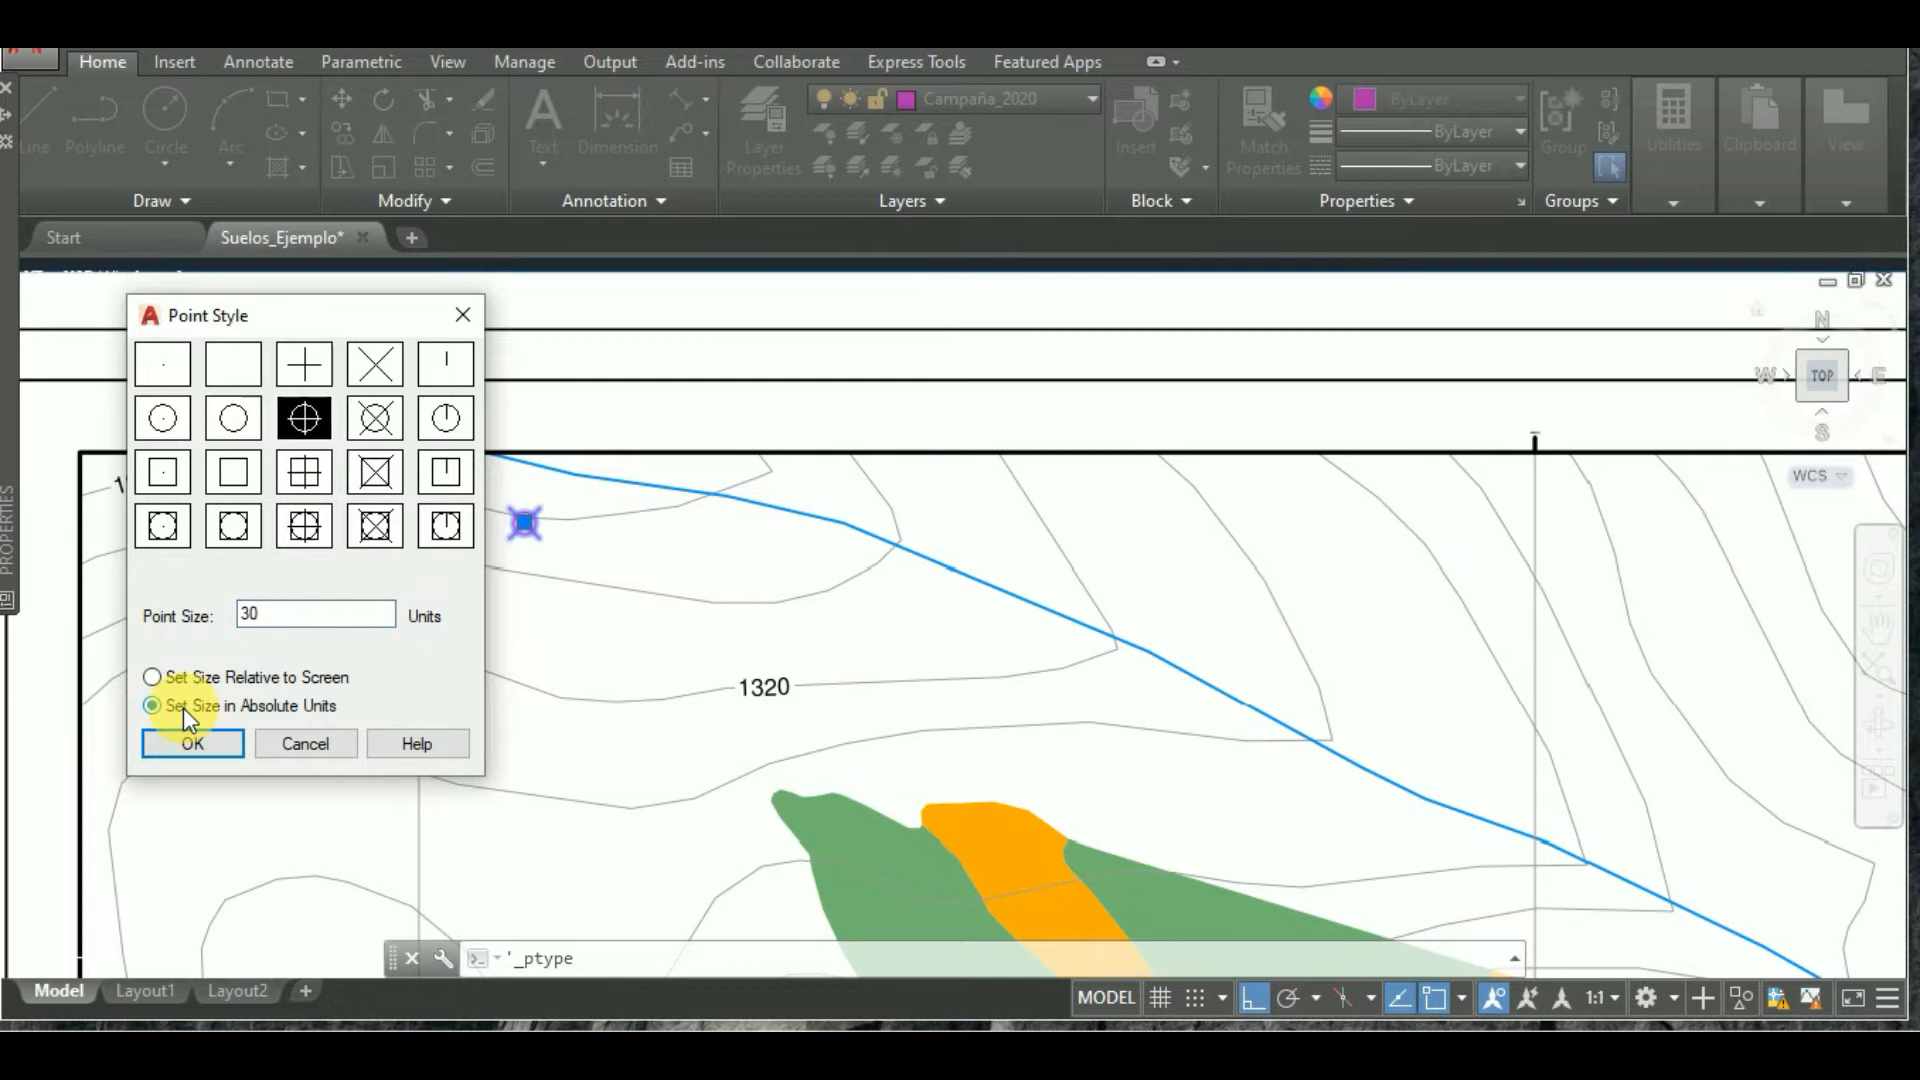 Home Insert Annotate Parametric View Manage Output Add-ins Collaborate Express Tools Featured Apps
Campaña_2020
ByLayer
Line Polyline Circle Arc
Text Dimension
Layer Properties
Insert
Match Properties
ByLayer
ByLayer
Group
Utilities
Clipboard
View
Draw Modify Annotation Layers Block Properties Groups
Start Suelos_Ejemplo*
Point Style
N
W TOP E
S
WCS
PROPERTIES
Point Size: 30 Units
Set Size Relative to Screen
Set Size in Absolute Units
OK Cancel Help
1320
'_ptype
Model Layout1 Layout2
MODEL 1:1